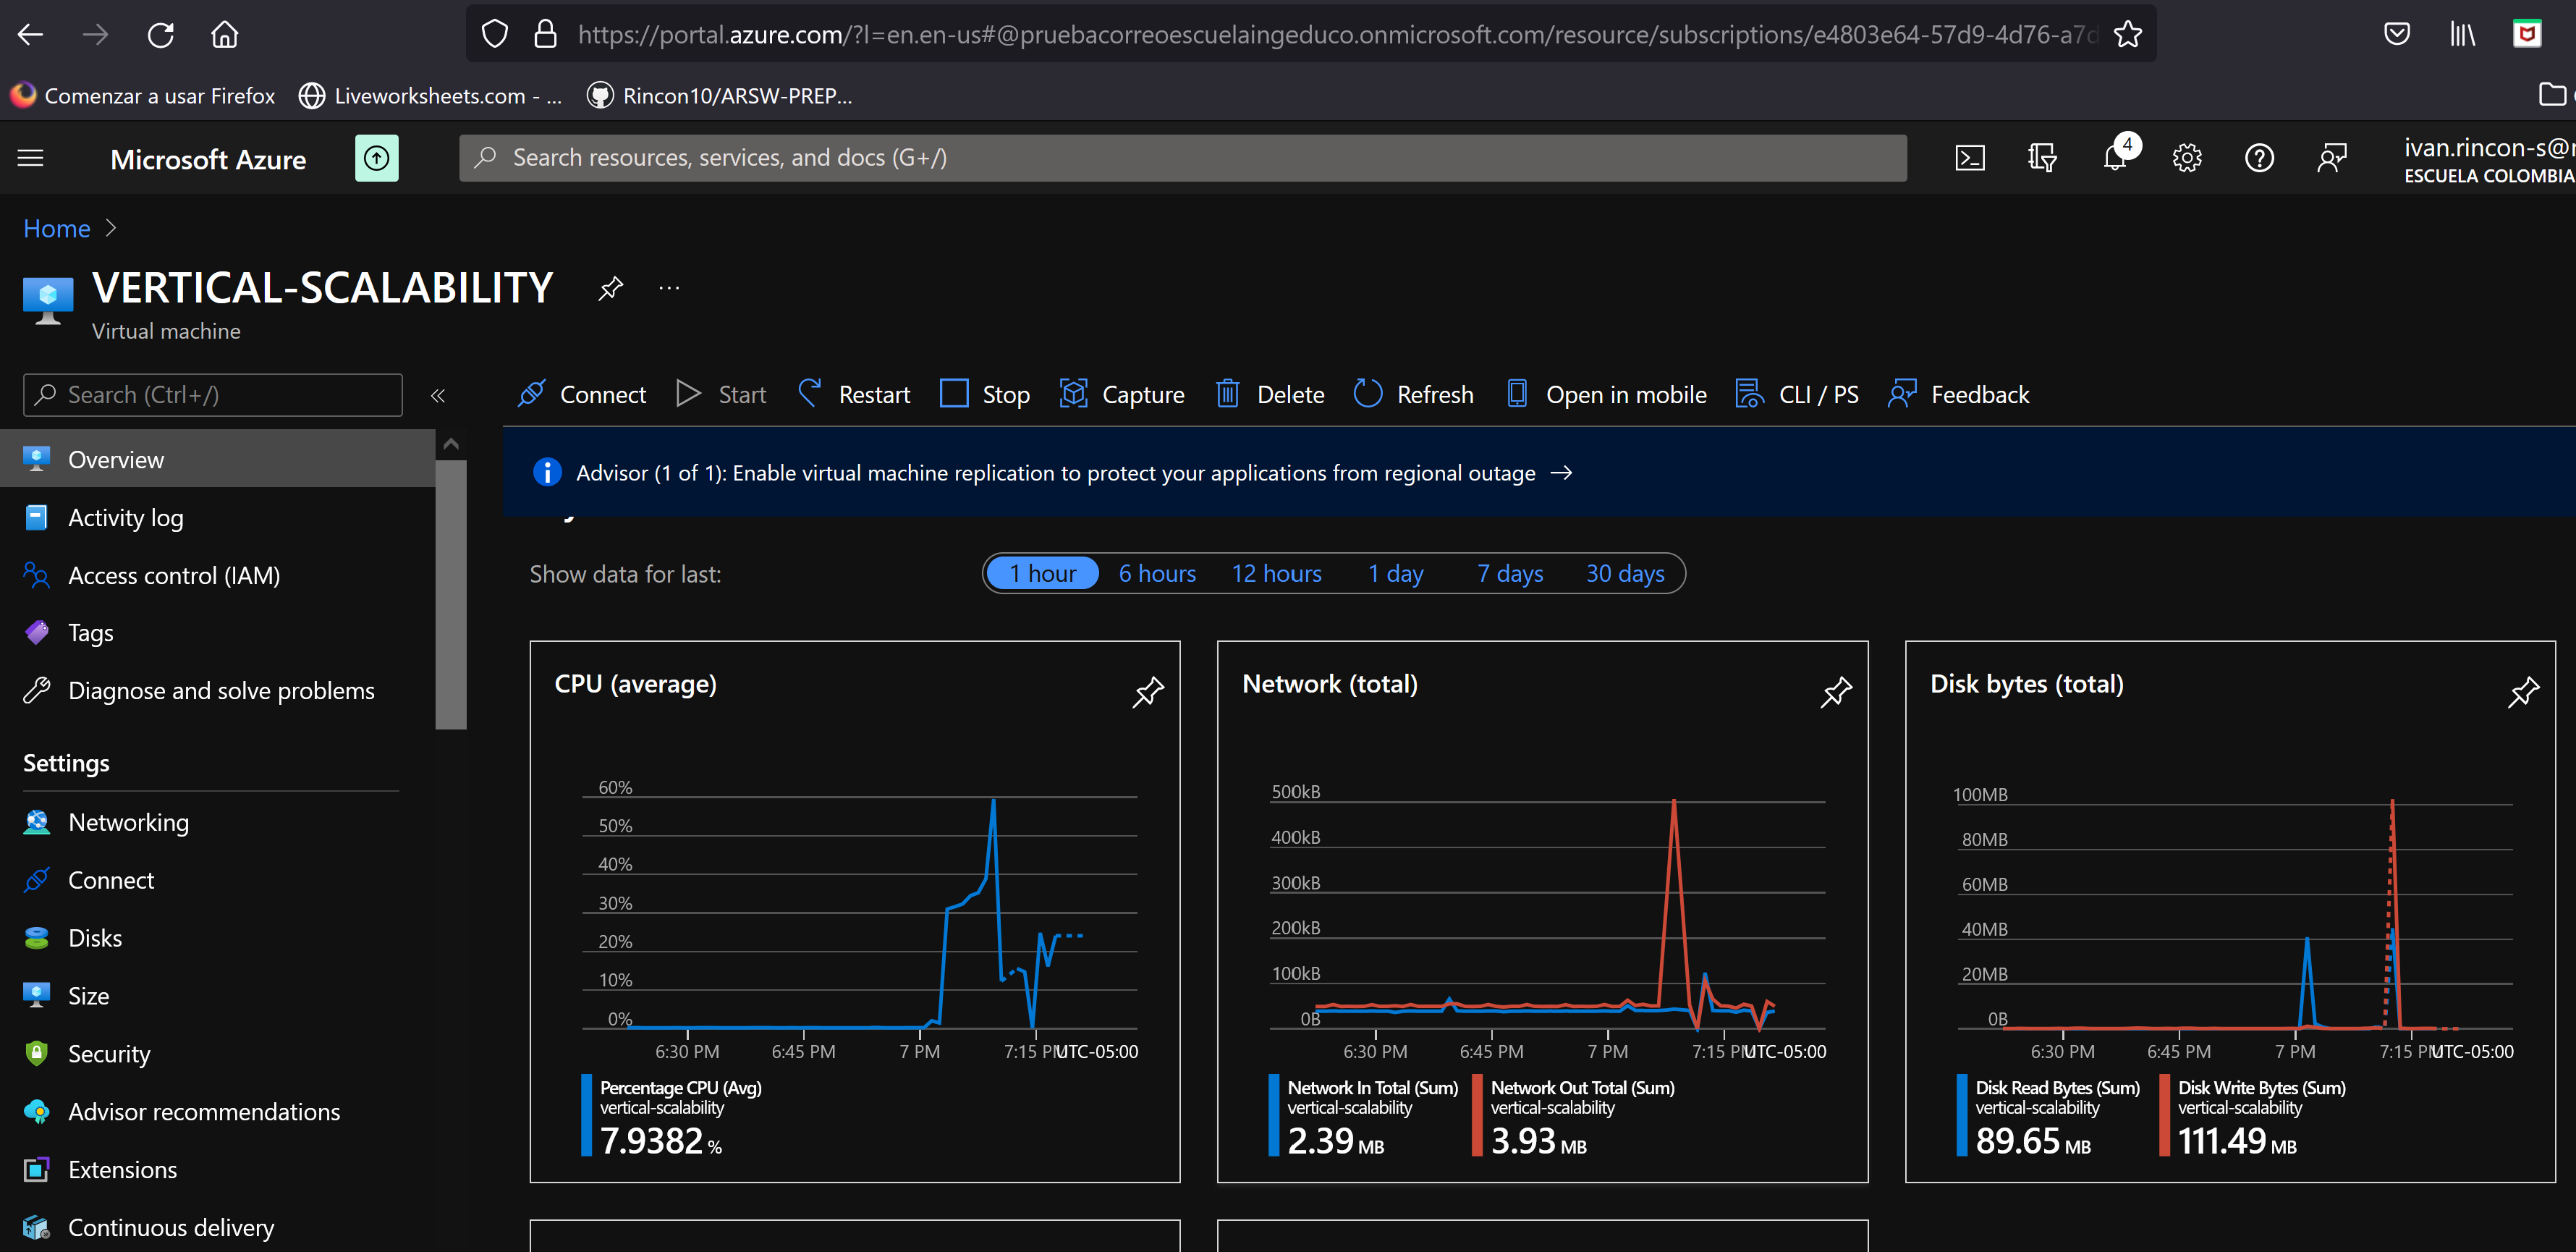 https://portal.azure.com/?l=en.en-us#@pruebacorreoescuelaingeduco.onmicrosoft.com/resource/subscriptions/e4803e64-57d9-4d76-a7d
Comenzar a usar Firefox
Liveworksheets.com - ...
Rincon10/ARSW-PREP...
Microsoft Azure
Search resources, services, and docs (G+/)
4
ivan.rincon-s@
ESCUELA COLOMBIA
Home >
VERTICAL-SCALABILITY ...
Virtual machine
Search (Ctrl+/)
«
Connect
Start
Restart
Stop
Capture
Delete
Refresh
Open in mobile
CLI / PS
Feedback
Overview
Activity log
Access control (IAM)
Tags
Diagnose and solve problems
Settings
Networking
Connect
Disks
Size
Security
Advisor recommendations
Extensions
Continuous delivery
Advisor (1 of 1): Enable virtual machine replication to protect your applications from regional outage →
Show data for last:
1 hour
6 hours
12 hours
1 day
7 days
30 days
CPU (average)
60%
50%
40%
30%
20%
10%
0%
6:30 PM
6:45 PM
7 PM
7:15 PM
UTC-05:00
Percentage CPU (Avg)
vertical-scalability
7.9382 %
Network (total)
500kB
400kB
300kB
200kB
100kB
0B
6:30 PM
6:45 PM
7 PM
7:15 PM
UTC-05:00
Network In Total (Sum)
vertical-scalability
2.39 MB
Network Out Total (Sum)
vertical-scalability
3.93 MB
Disk bytes (total)
100MB
80MB
60MB
40MB
20MB
0B
6:30 PM
6:45 PM
7 PM
7:15 PM
UTC-05:00
Disk Read Bytes (Sum)
vertical-scalability
89.65 MB
Disk Write Bytes (Sum)
vertical-scalability
111.49 MB